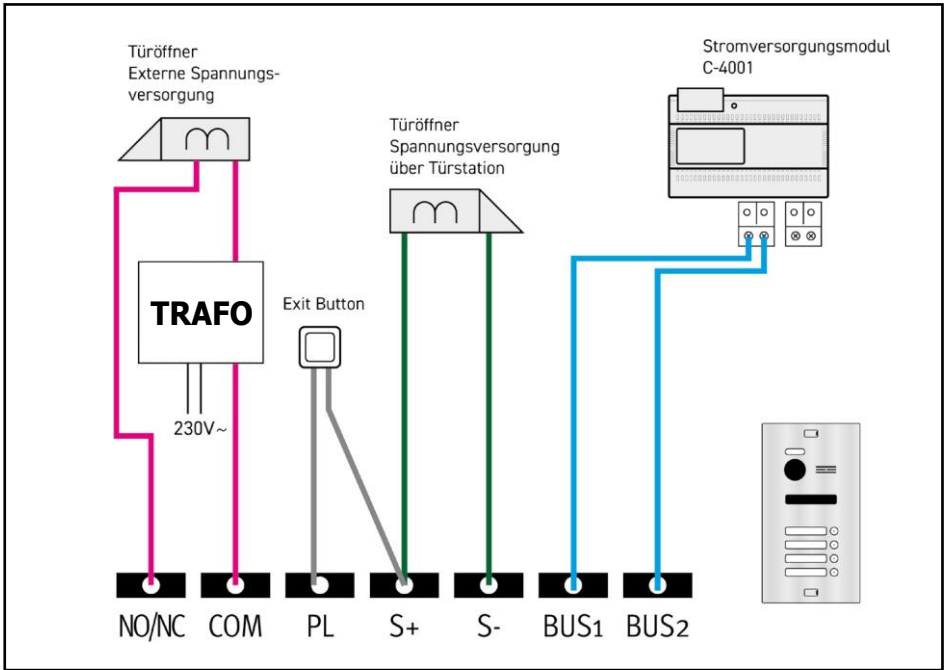 Türöffner
Externe Spannungs-
versorgung
Türöffner
Spannungsversorgung
über Türstation
Stromversorgungsmodul
C-4001
TRAFO
230V~
Exit Button
NO/NC COM PL S+ S- BUS1 BUS2